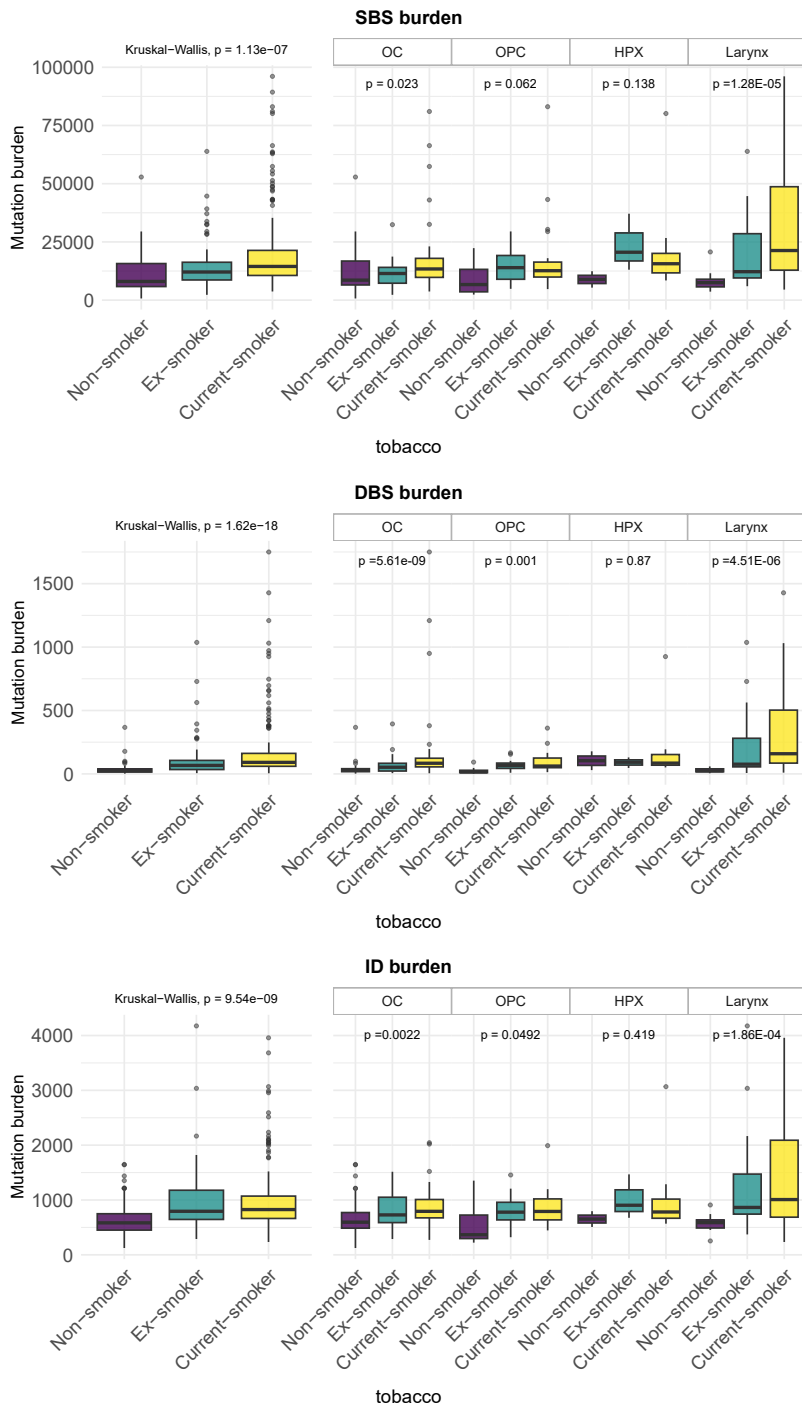 SBS burden
Kruskal-Wallis, p = 1.13e-07
OC OPC HPX Larynx
p = 0.023 p = 0.062 p = 0.138 p =1.28E-05
Mutation burden
100000
75000
50000
25000
0
Non-smoker Ex-smoker Current-smoker Non-smoker Ex-smoker Current-smoker Non-smoker Ex-smoker Current-smoker Non-smoker Ex-smoker Current-smoker Non-smoker Ex-smoker Current-smoker
tobacco
DBS burden
Kruskal-Wallis, p = 1.62e-18
OC OPC HPX Larynx
p =5.61e-09 p = 0.001 p = 0.87 p =4.51E-06
Mutation burden
1500
1000
500
0
Non-smoker Ex-smoker Current-smoker Non-smoker Ex-smoker Current-smoker Non-smoker Ex-smoker Current-smoker Non-smoker Ex-smoker Current-smoker Non-smoker Ex-smoker Current-smoker
tobacco
ID burden
Kruskal-Wallis, p = 9.54e-09
OC OPC HPX Larynx
p =0.0022 p = 0.0492 p = 0.419 p =1.86E-04
Mutation burden
4000
3000
2000
1000
0
Non-smoker Ex-smoker Current-smoker Non-smoker Ex-smoker Current-smoker Non-smoker Ex-smoker Current-smoker Non-smoker Ex-smoker Current-smoker Non-smoker Ex-smoker Current-smoker
tobacco